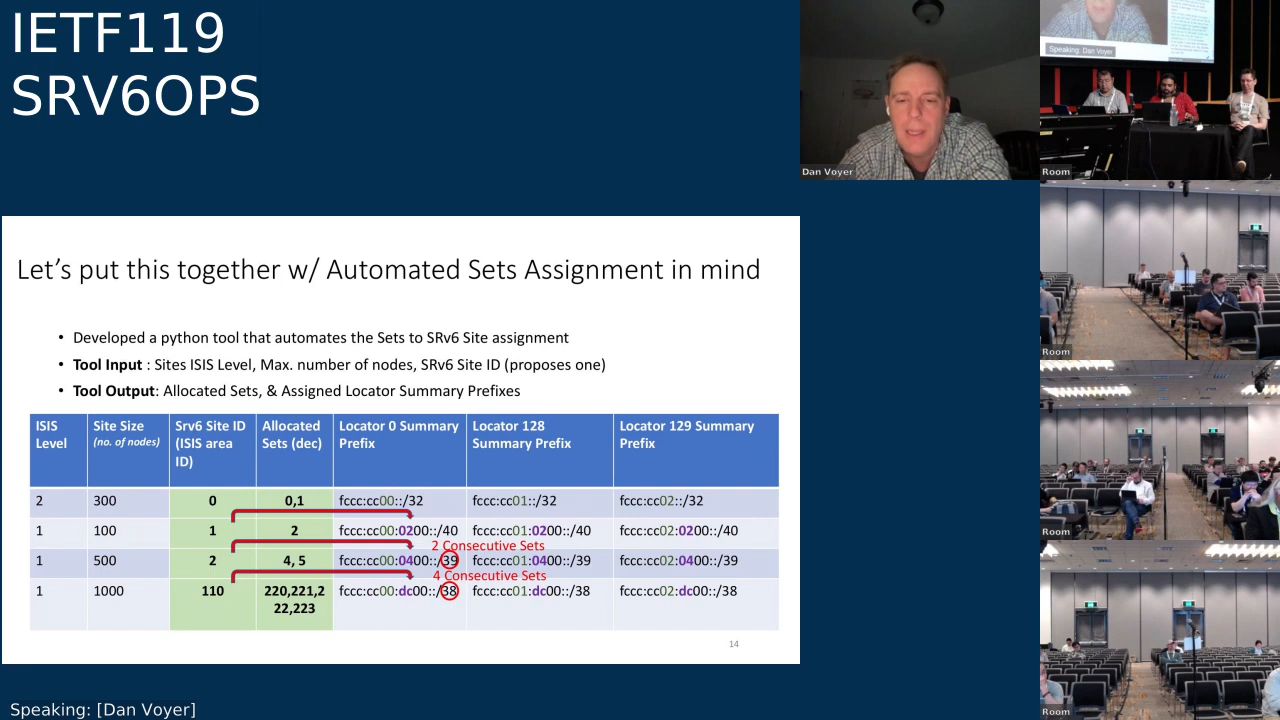 IETF119
SRV6OPS
Dan Voyer
Speaking: Dan Voyer
Room
Room
Room
Room
Let's put this together w/ Automated Sets Assignment in mind
• Developed a python tool that automates the Sets to SRv6 Site assignment
• Tool Input : Sites ISIS Level, Max. number of nodes, SRv6 Site ID (proposes one)
• Tool Output: Allocated Sets, & Assigned Locator Summary Prefixes
ISIS Level Site Size (no. of nodes) Srv6 Site ID (ISIS area ID) Allocated Sets (dec) Locator 0 Summary Prefix Locator 128 Summary Prefix Locator 129 Summary Prefix
2 300 0 0,1 fccc:cc00::/32 fccc:cc01::/32 fccc:cc02::/32
1 100 1 2 fccc:cc00:0200::/40 fccc:cc01:0200::/40 fccc:cc02:0200::/40
2 Consecutive Sets
1 500 2 4, 5 fccc:cc00:0400::/39 fccc:cc01:0400::/39 fccc:cc02:0400::/39
4 Consecutive Sets
1 1000 110 220,221,2 fccc:cc00:dc00::/38 fccc:cc01:dc00::/38 fccc:cc02:dc00::/38
22,223
14
Speaking: [Dan Voyer]